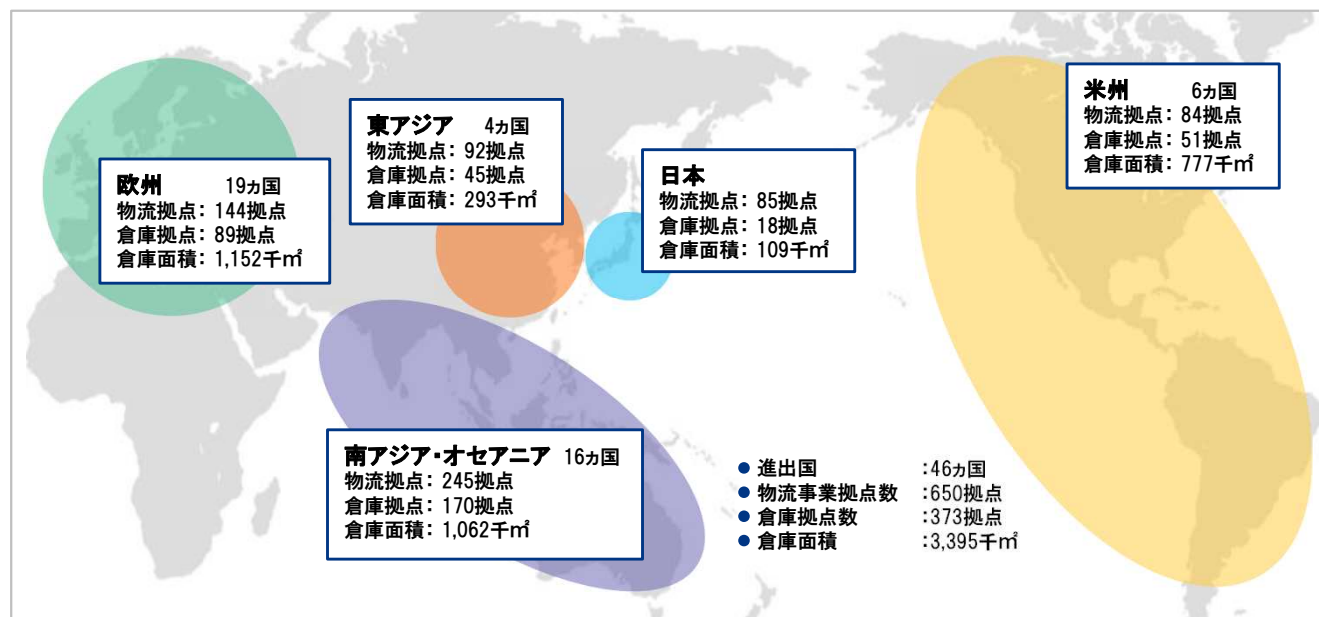 欧州 19ヵ国
物流拠点: 144拠点
倉庫拠点: 89拠点
倉庫面積: 1,152千㎡
東アジア 4ヵ国
物流拠点: 92拠点
倉庫拠点: 45拠点
倉庫面積: 293千㎡
日本
物流拠点: 85拠点
倉庫拠点: 18拠点
倉庫面積: 109千㎡
米州 6ヵ国
物流拠点: 84拠点
倉庫拠点: 51拠点
倉庫面積: 777千㎡
南アジア・オセアニア 16ヵ国
物流拠点: 245拠点
倉庫拠点: 170拠点
倉庫面積: 1,062千㎡
● 進出国 :46ヵ国
● 物流事業拠点数 :650拠点
● 倉庫拠点数 :373拠点
● 倉庫面積 :3,395千㎡